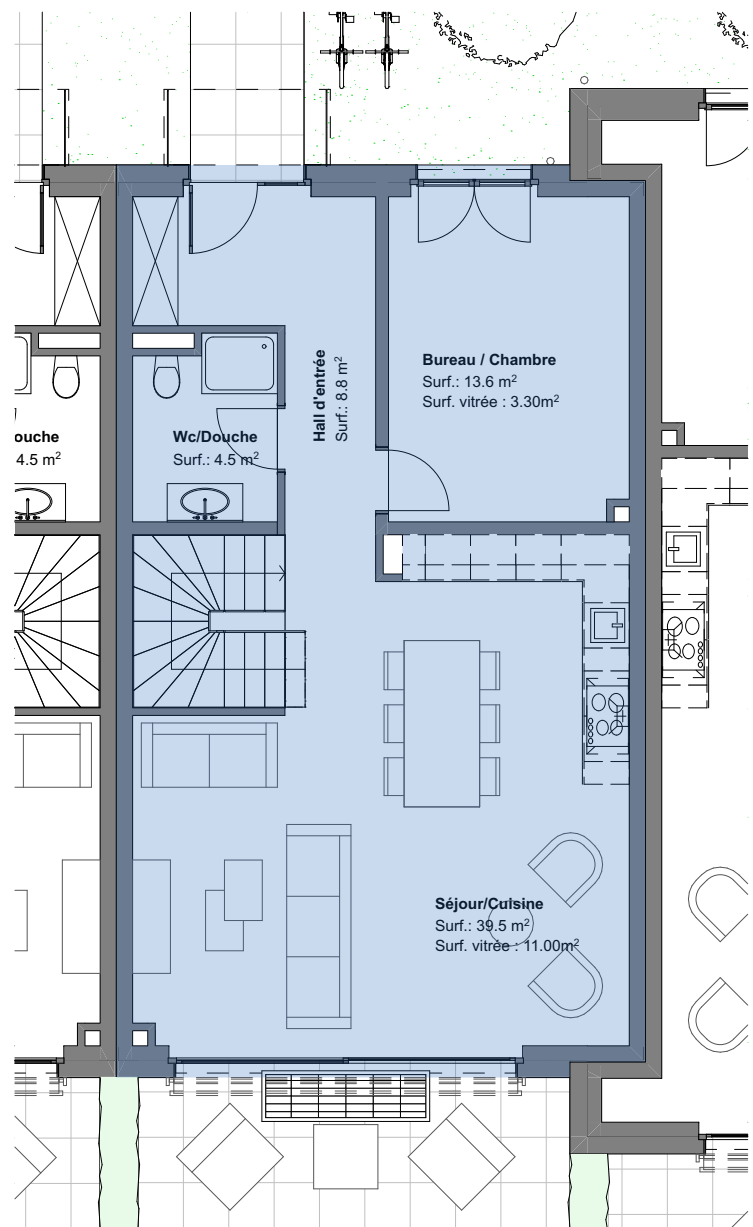 Hall d'entrée
Surf.: 8.8 m²
Bureau / Chambre
Surf.: 13.6 m²
Surf. vitrée : 3.30m²
ouche
4.5 m²
Wc/Douche
Surf.: 4.5 m²
Séjour/Cuisine
Surf.: 39.5 m²
Surf. vitrée : 11.00m²